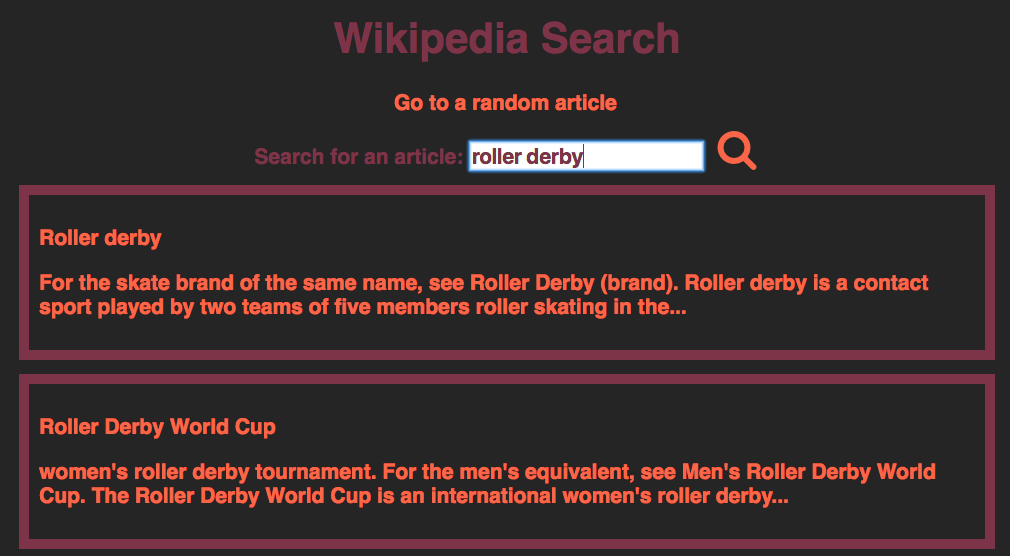 Wikipedia Search
Go to a random article
Search for an article: roller derby
Roller derby
For the skate brand of the same name, see Roller Derby (brand). Roller derby is a contact
sport played by two teams of five members roller skating in the...
Roller Derby World Cup
women's roller derby tournament. For the men's equivalent, see Men's Roller Derby World
Cup. The Roller Derby World Cup is an international women's roller derby...